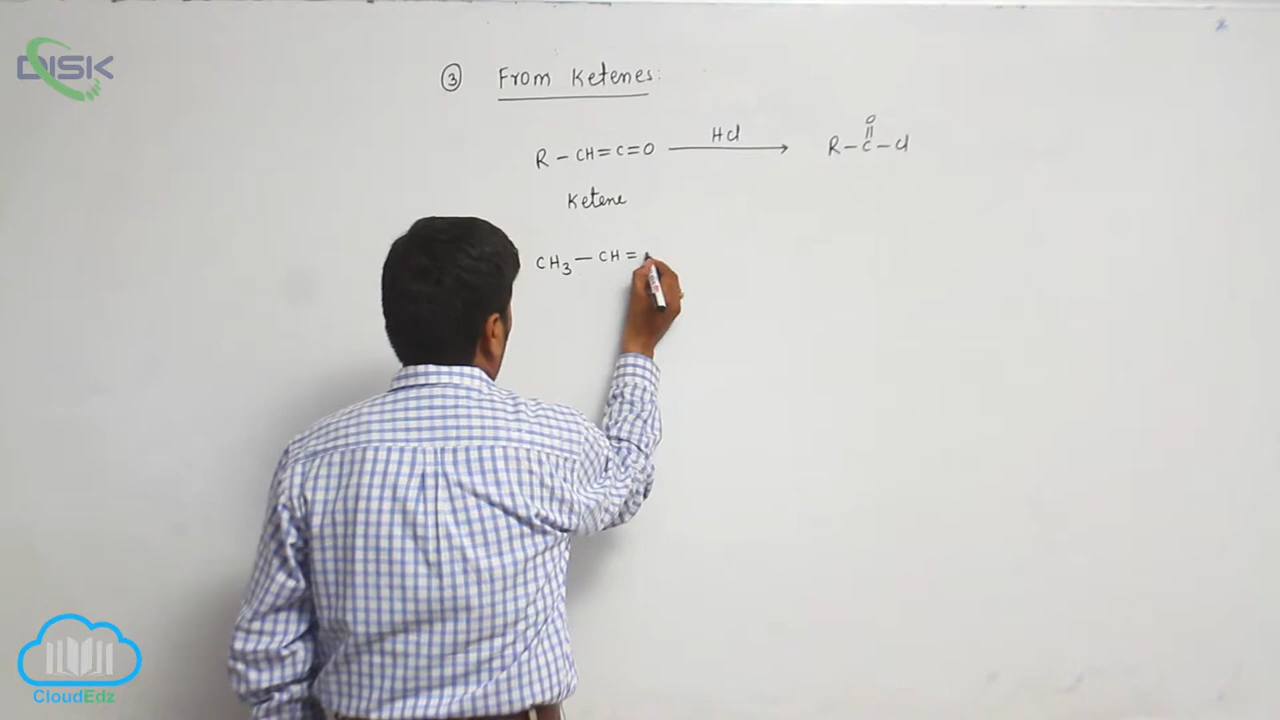 DISK
③ From Ketenes:
R – CH=C=O ⟶ HCl R–C–Cl
O
Ketene
CH₃ – CH =
CloudEdz